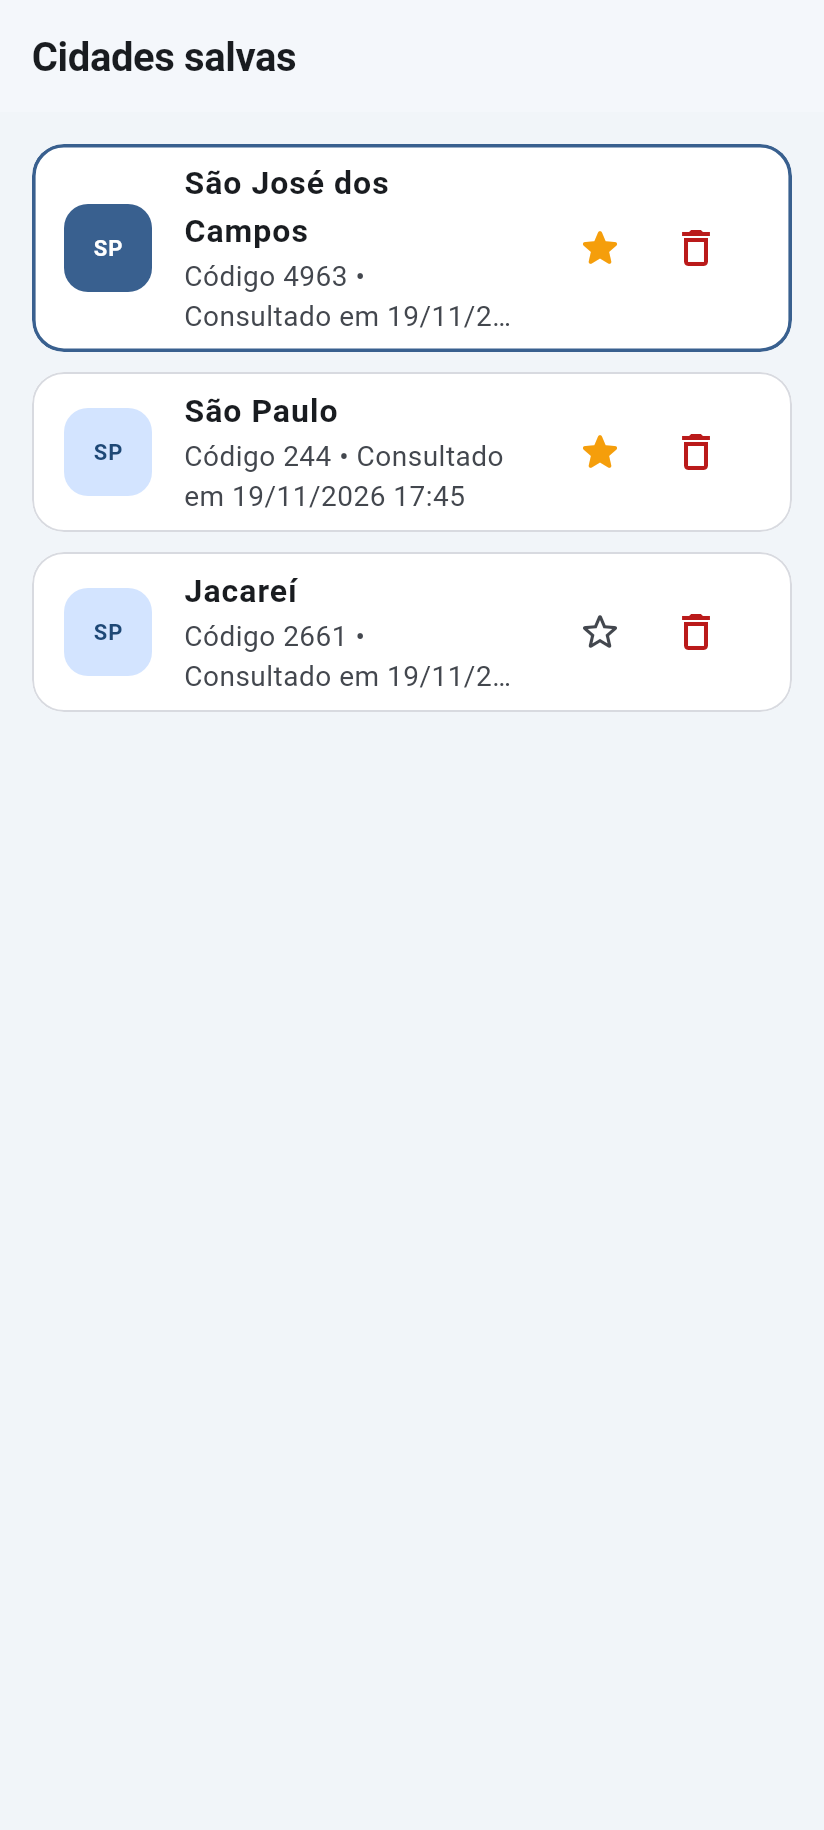 Cidades salvas
SP
São José dos
Campos
Código 4963 •
Consultado em 19/11/2…
SP
São Paulo
Código 244 • Consultado
em 19/11/2026 17:45
SP
Jacareí
Código 2661 •
Consultado em 19/11/2…